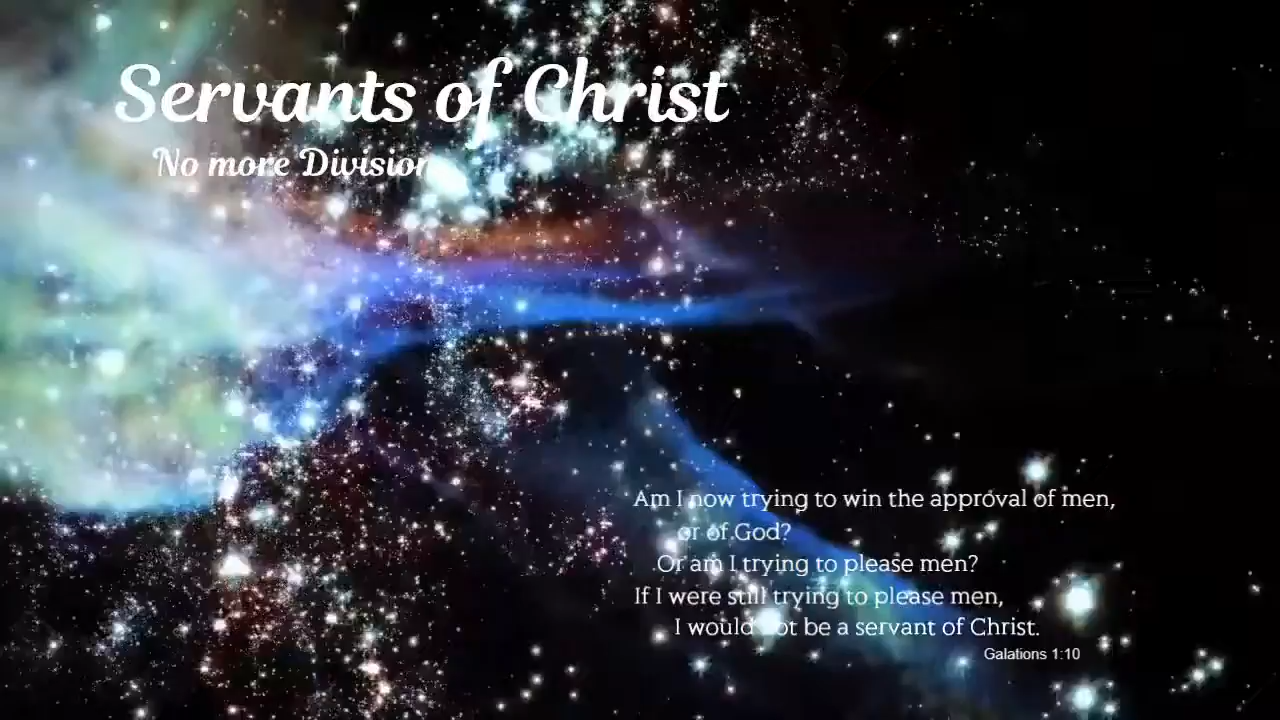 Servants of Christ
No more Division
Am I now trying to win the approval of men,
or of God?
Or am I trying to please men?
If I were still trying to please men,
I would not be a servant of Christ.
Galations 1:10